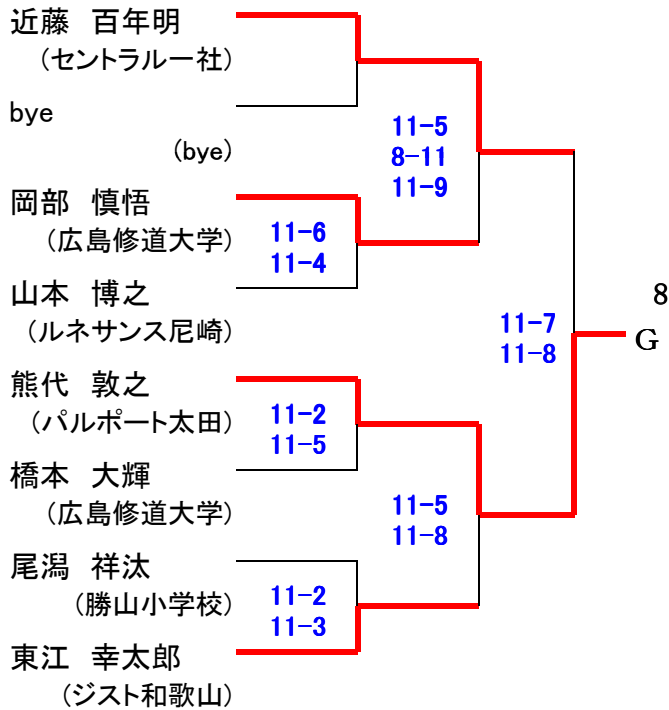 近藤　百年明
(セントラルー社)
bye
(bye)
11-5
8-11
11-9
岡部　慎悟
(広島修道大学)
11-6
11-4
山本　博之
(ルネサンス尼崎)
8
11-7
11-8
G
熊代　敦之
(パルポート太田)
11-2
11-5
橋本　大輝
(広島修道大学)
11-5
11-8
尾潟　祥汰
(勝山小学校)
11-2
11-3
東江　幸太郎
(ジスト和歌山)